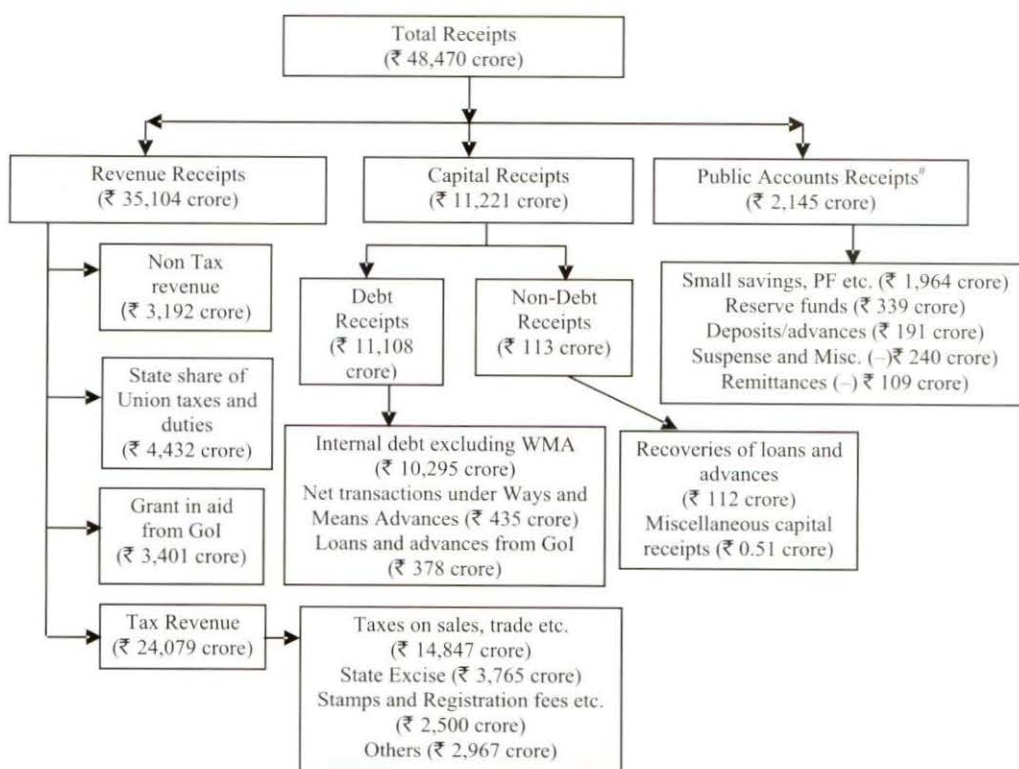 Total Receipts
(₹ 48,470 crore)
Revenue Receipts
(₹ 35,104 crore)
Capital Receipts
(₹ 11,221 crore)
Public Accounts Receipts#
(₹ 2,145 crore)
Non Tax
revenue
(₹ 3,192 crore)
State share of
Union taxes and
duties
(₹ 4,432 crore)
Grant in aid
from GoI
(₹ 3,401 crore)
Tax Revenue
(₹ 24,079 crore)
Debt
Receipts
(₹ 11,108
crore)
Non-Debt
Receipts
(₹ 113 crore)
Small savings, PF etc. (₹ 1,964 crore)
Reserve funds (₹ 339 crore)
Deposits/advances (₹ 191 crore)
Suspense and Misc. (–)₹ 240 crore)
Remittances (–) ₹ 109 crore)
Internal debt excluding WMA
(₹ 10,295 crore)
Net transactions under Ways and
Means Advances (₹ 435 crore)
Loans and advances from GoI
(₹ 378 crore)
Recoveries of loans and
advances
(₹ 112 crore)
Miscellaneous capital
receipts (₹ 0.51 crore)
Taxes on sales, trade etc.
(₹ 14,847 crore)
State Excise (₹ 3,765 crore)
Stamps and Registration fees etc.
(₹ 2,500 crore)
Others (₹ 2,967 crore)